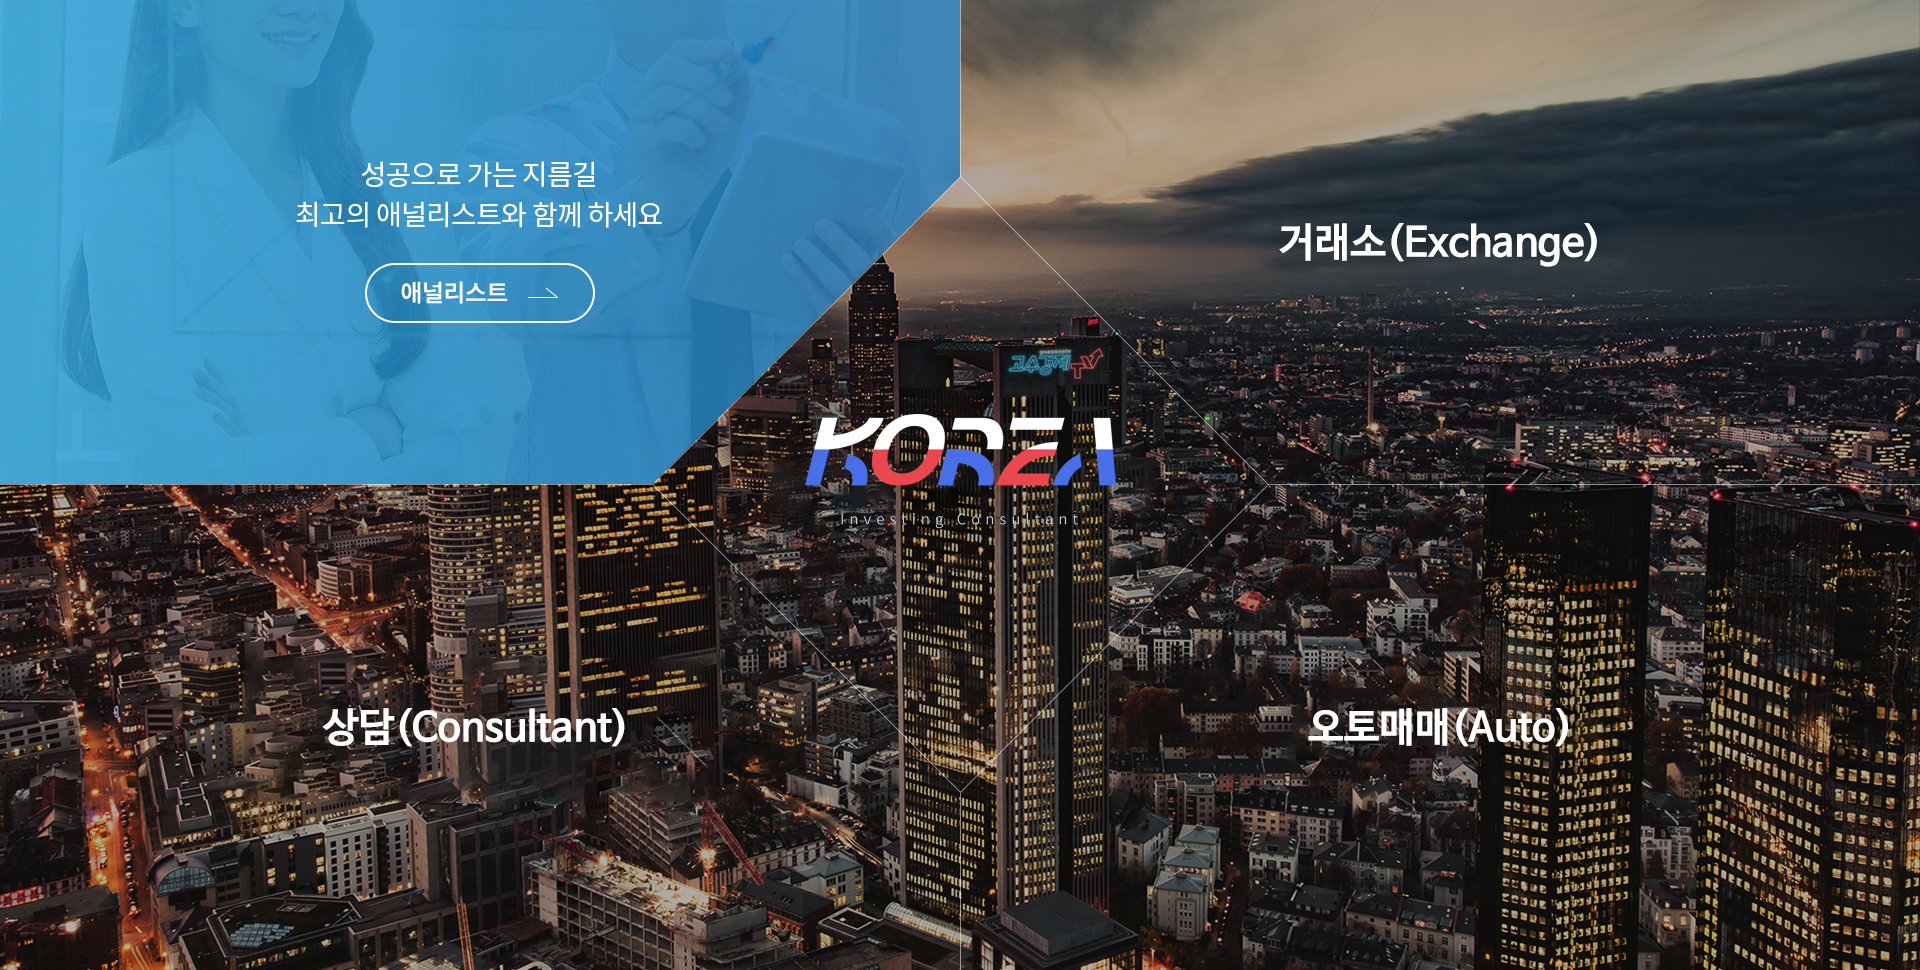 성공으로 가는 지름길
최고의 애널리스트와 함께 하세요
애널리스트
거래소(Exchange)
고수경제TV
KOREA
Investing Consultant
상담(Consultant)
오토매매(Auto)